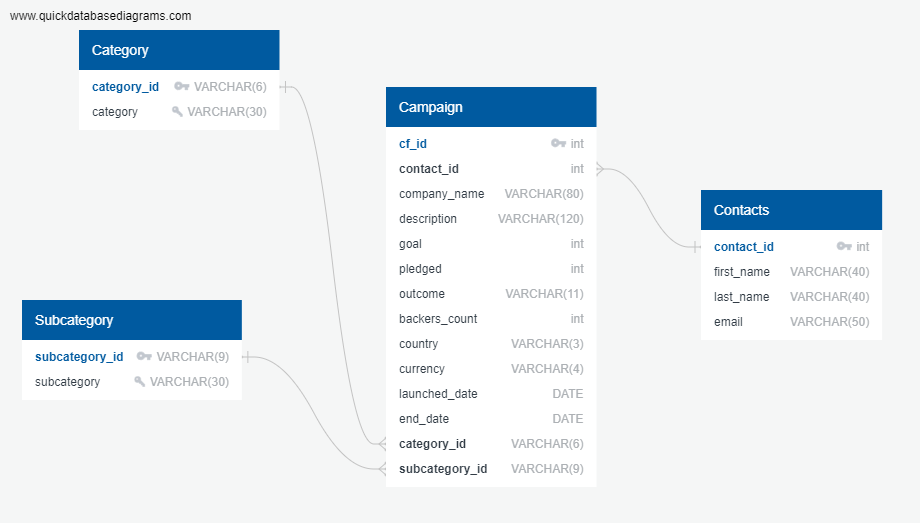 www.quickdatabasediagrams.com
Category
category_id VARCHAR(6)
category VARCHAR(30)
Campaign
cf_id int
contact_id int
company_name VARCHAR(80)
description VARCHAR(120)
goal int
pledged int
outcome VARCHAR(11)
backers_count int
country VARCHAR(3)
currency VARCHAR(4)
launched_date DATE
end_date DATE
category_id VARCHAR(6)
subcategory_id VARCHAR(9)
Contacts
contact_id int
first_name VARCHAR(40)
last_name VARCHAR(40)
email VARCHAR(50)
Subcategory
subcategory_id VARCHAR(9)
subcategory VARCHAR(30)